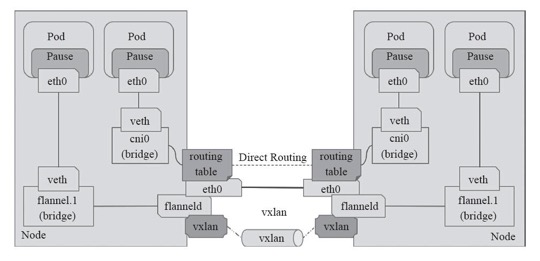 Pod
Pod
Pod
Pod
Pause
Pause
Pause
Pause
eth0
eth0
eth0
eth0
veth
veth
cni0
(bridge)
cni0
(bridge)
routing
table
Direct Routing
routing
table
veth
veth
eth0
eth0
flannel.1
(bridge)
flanneld
vxlan
flanneld
flannel.1
(bridge)
vxlan
vxlan
vxlan
Node
Node